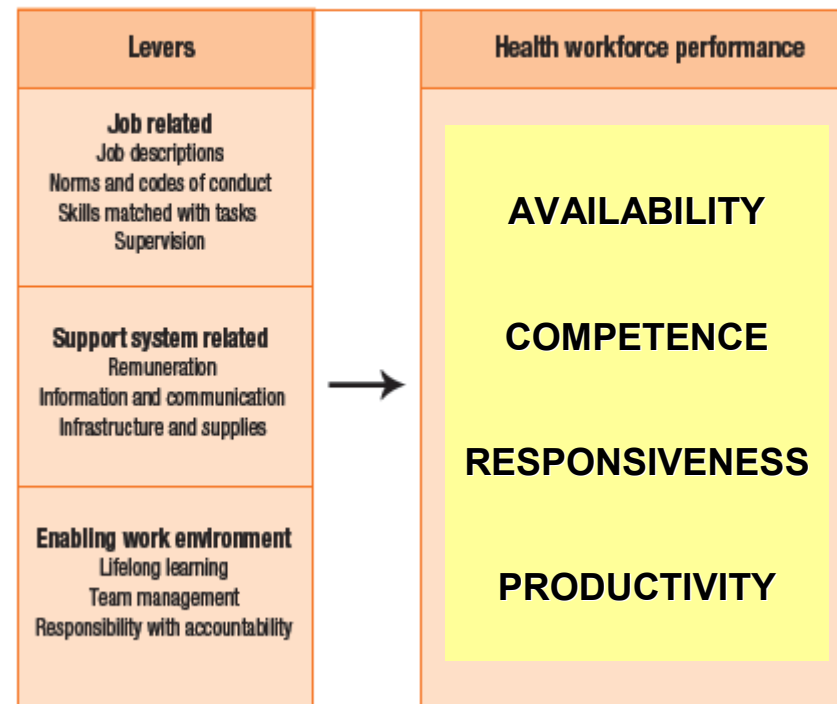 Levers
Job related
Job descriptions
Norms and codes of conduct
Skills matched with tasks
Supervision
Support system related
Remuneration
Information and communication
Infrastructure and supplies
Enabling work environment
Lifelong learning
Team management
Responsibility with accountability
Health workforce performance
AVAILABILITY
COMPETENCE
RESPONSIVENESS
PRODUCTIVITY